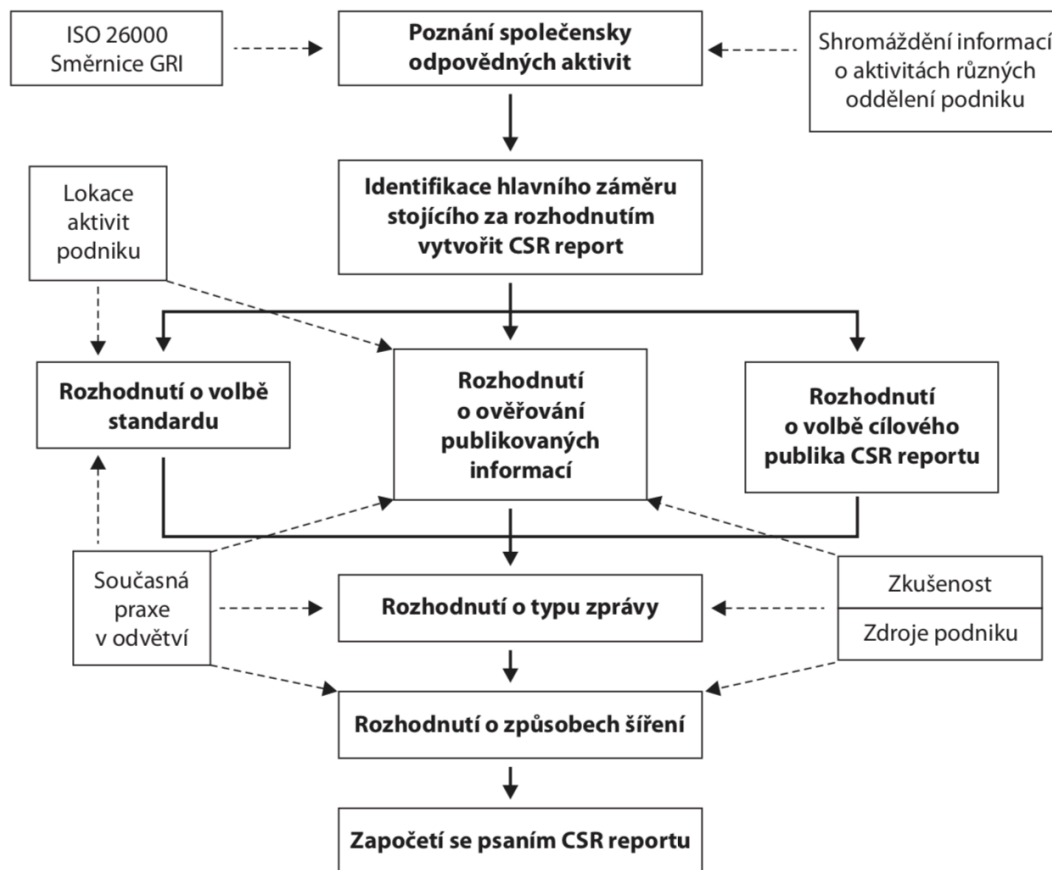 ISO 26000
Směrnice GRI
Poznání společensky
odpovědných aktivit
Shromáždění informací
o aktivitách různých
oddělení podniku
Lokace
aktivit
podniku
Identifikace hlavního záměru
stojícího za rozhodnutím
vytvořit CSR report
Rozhodnutí o volbě
standardu
Rozhodnutí
o ověřování
publikovaných
informací
Rozhodnutí
o volbě cílového
publika CSR reportu
Současná
praxe
v odvětví
Rozhodnutí o typu zprávy
Zkušenost
Zdroje podniku
Rozhodnutí o způsobech šíření
Započetí se psaním CSR reportu